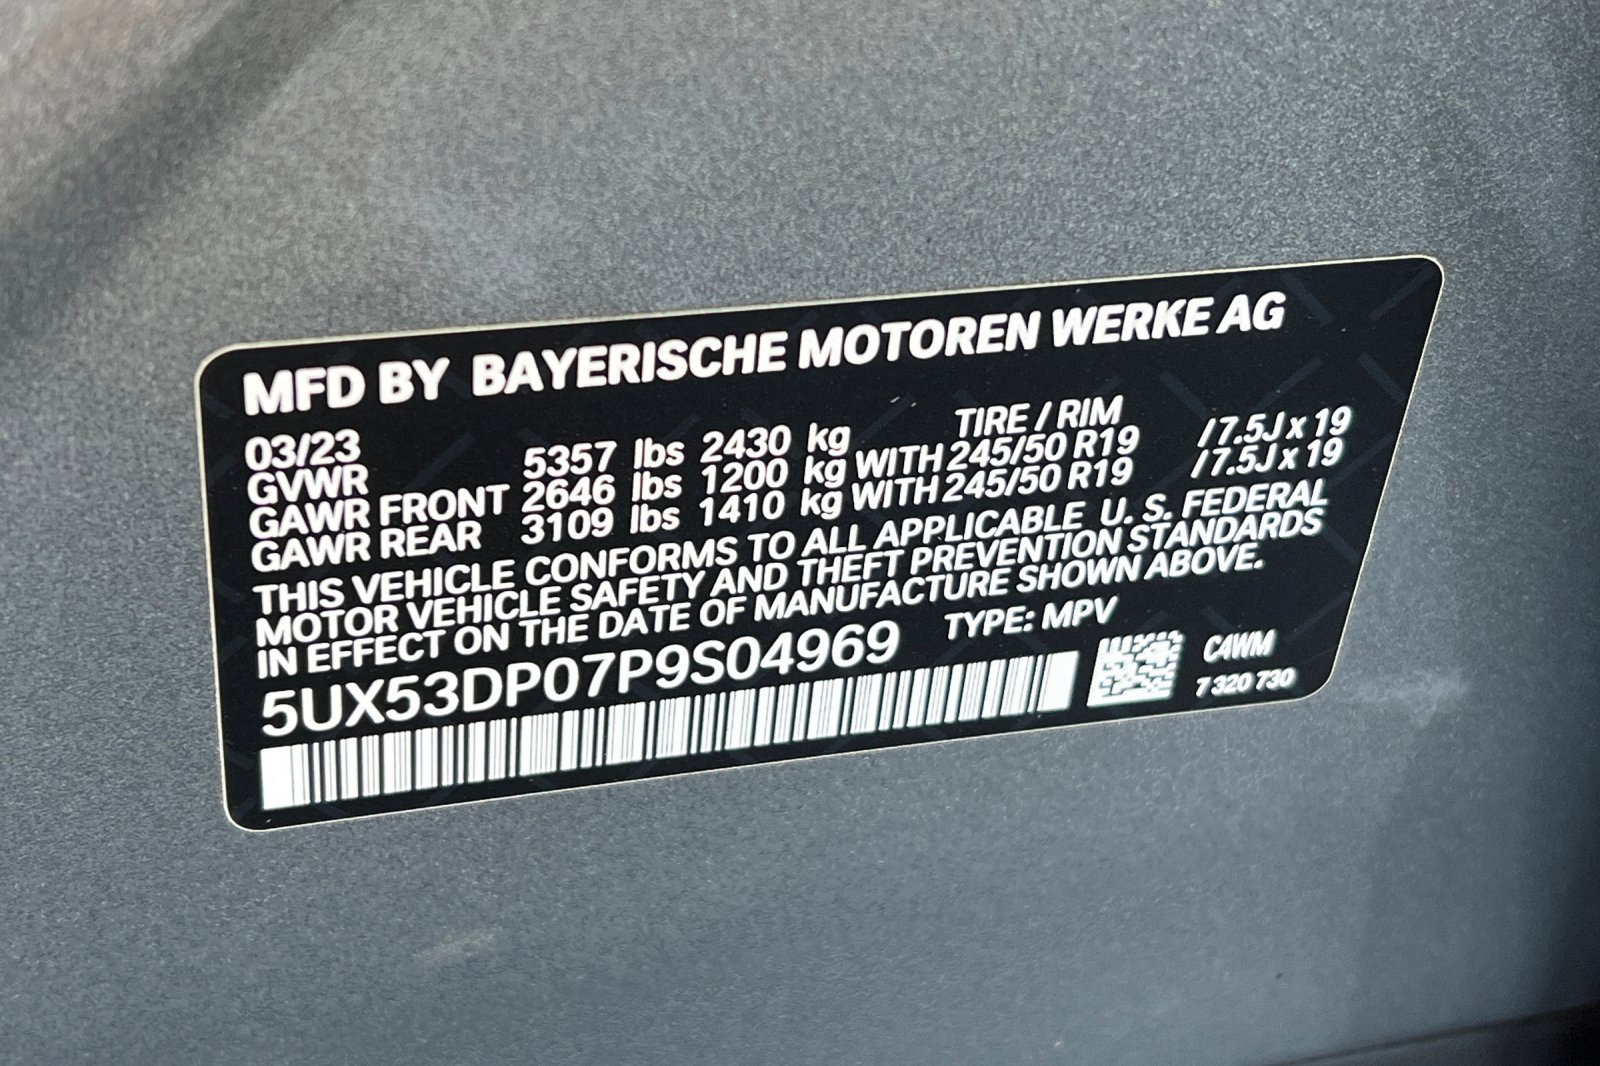 MFD BY BAYERISCHE MOTOREN WERKE AG
03/23 TIRE / RIM
GVWR 5357 lbs 2430 kg
GAWR FRONT 2646 lbs 1200 kg WITH 245/50 R19 /7.5J x 19
GAWR REAR 3109 lbs 1410 kg WITH 245/50 R19 /7.5J x 19
THIS VEHICLE CONFORMS TO ALL APPLICABLE U. S. FEDERAL
MOTOR VEHICLE SAFETY AND THEFT PREVENTION STANDARDS
IN EFFECT ON THE DATE OF MANUFACTURE SHOWN ABOVE.
5UX53DP07P9S04969 TYPE: MPV
C4WM
7 320 730